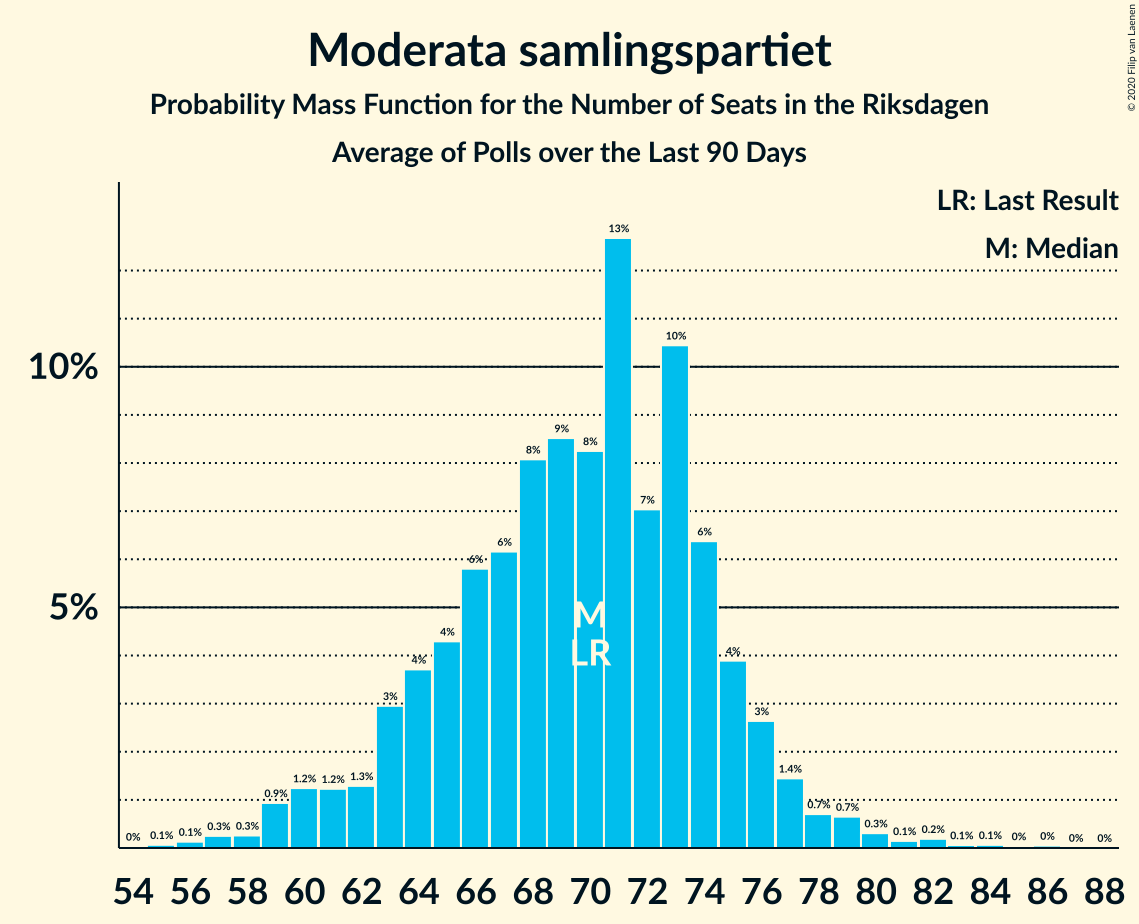 Moderata samlingspartiet
Probability Mass Function for the Number of Seats in the Riksdagen
Average of Polls over the Last 90 Days
© 2020 Filip van Laenen
LR: Last Result
M: Median
10%
5%
0% 0.1% 0.1% 0.3% 0.3% 0.9% 1.2% 1.2% 1.3% 3% 4% 4% 6% 6% 8% 9% 8% 13% 7% 10% 6% 4% 3% 1.4% 0.7% 0.7% 0.3% 0.1% 0.2% 0.1% 0.1% 0% 0% 0% 0%
M
LR
54 56 58 60 62 64 66 68 70 72 74 76 78 80 82 84 86 88